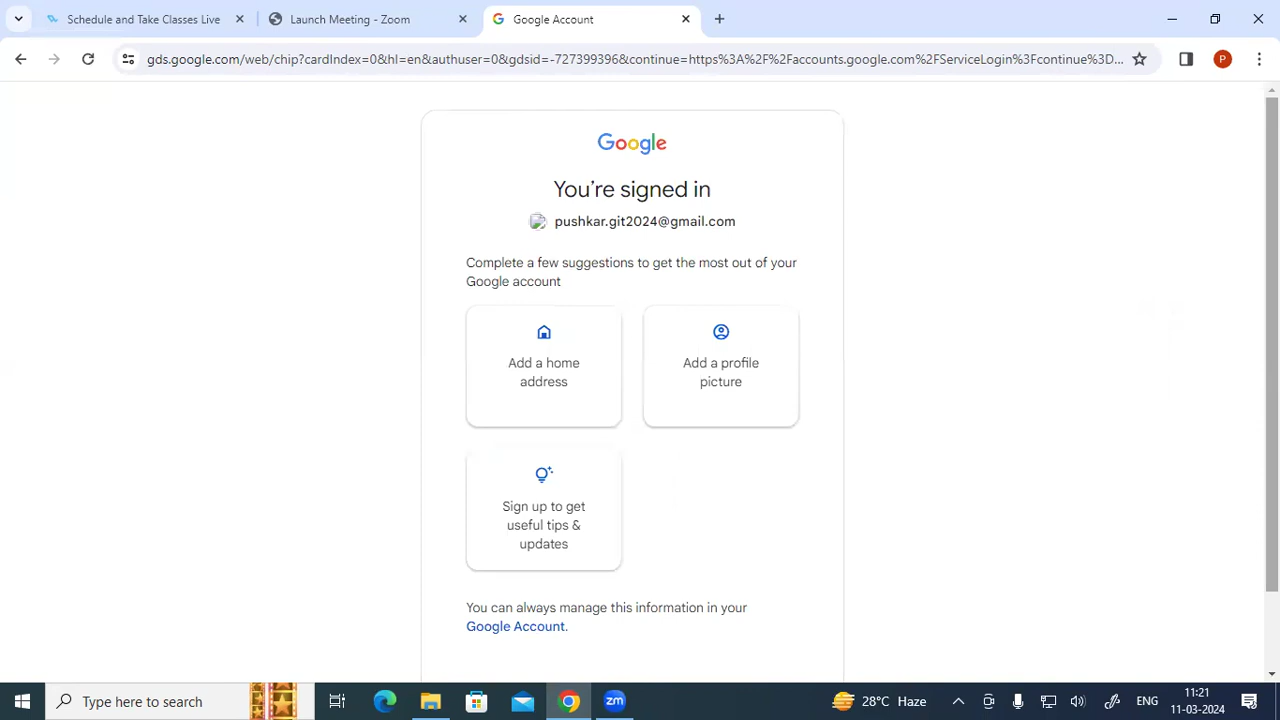 Schedule and Take Classes Live
Launch Meeting - Zoom
Google Account
gds.google.com/web/chip?cardIndex=0&hl=en&authuser=0&gdsid=-727399396&continue=https%3A%2F%2Faccounts.google.com%2FServiceLogin%3Fcontinue%3D...
P
Google
You're signed in
pushkar.git2024@gmail.com
Complete a few suggestions to get the most out of your
Google account
Add a home
address
Add a profile
picture
Sign up to get
useful tips &
updates
You can always manage this information in your
Google Account.
Type here to search
zm
28°C Haze
ENG
11:21
11-03-2024